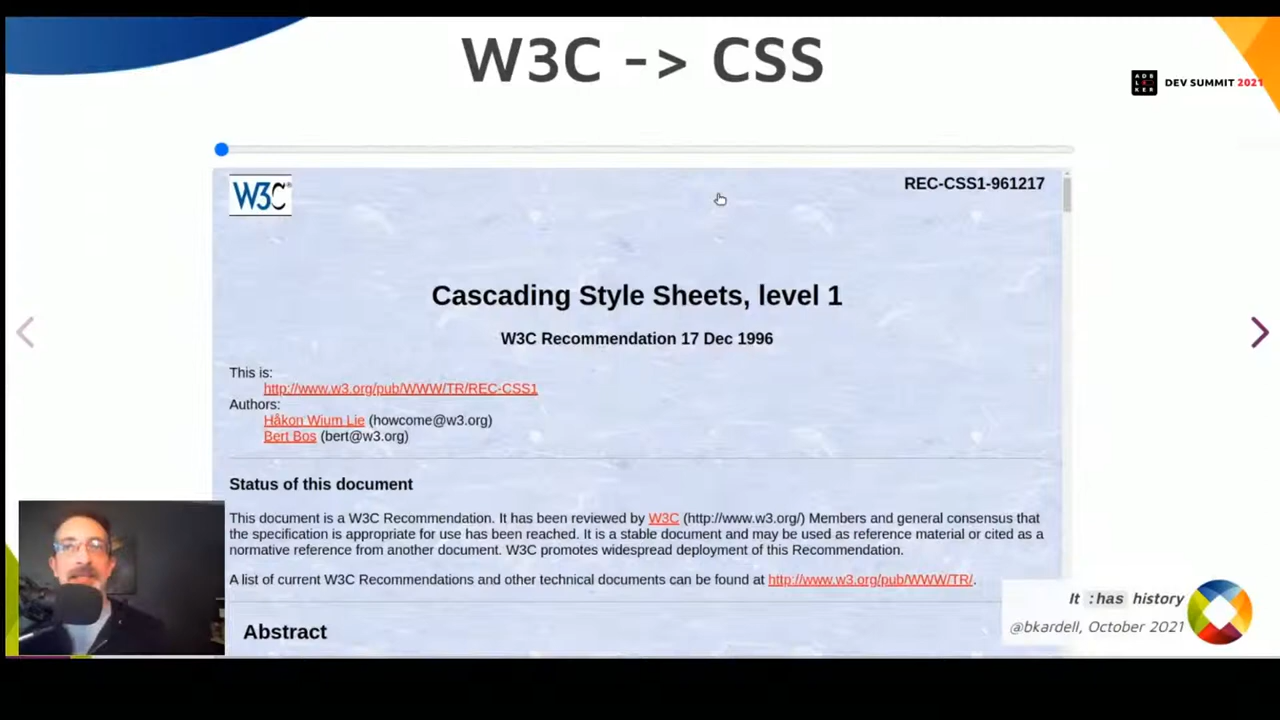 W3C -> CSS
ADB
L  CK
KER
DEV SUMMIT 2021
W3C®
REC-CSS1-961217
Cascading Style Sheets, level 1
W3C Recommendation 17 Dec 1996
This is:
http://www.w3.org/pub/WWW/TR/REC-CSS1
Authors:
Håkon Wium Lie (howcome@w3.org)
Bert Bos (bert@w3.org)
Status of this document
This document is a W3C Recommendation. It has been reviewed by W3C (http://www.w3.org/) Members and general consensus that
the specification is appropriate for use has been reached. It is a stable document and may be used as reference material or cited as a
normative reference from another document. W3C promotes widespread deployment of this Recommendation.
A list of current W3C Recommendations and other technical documents can be found at http://www.w3.org/pub/WWW/TR/.
Abstract
It :has history
@bkardell, October 2021